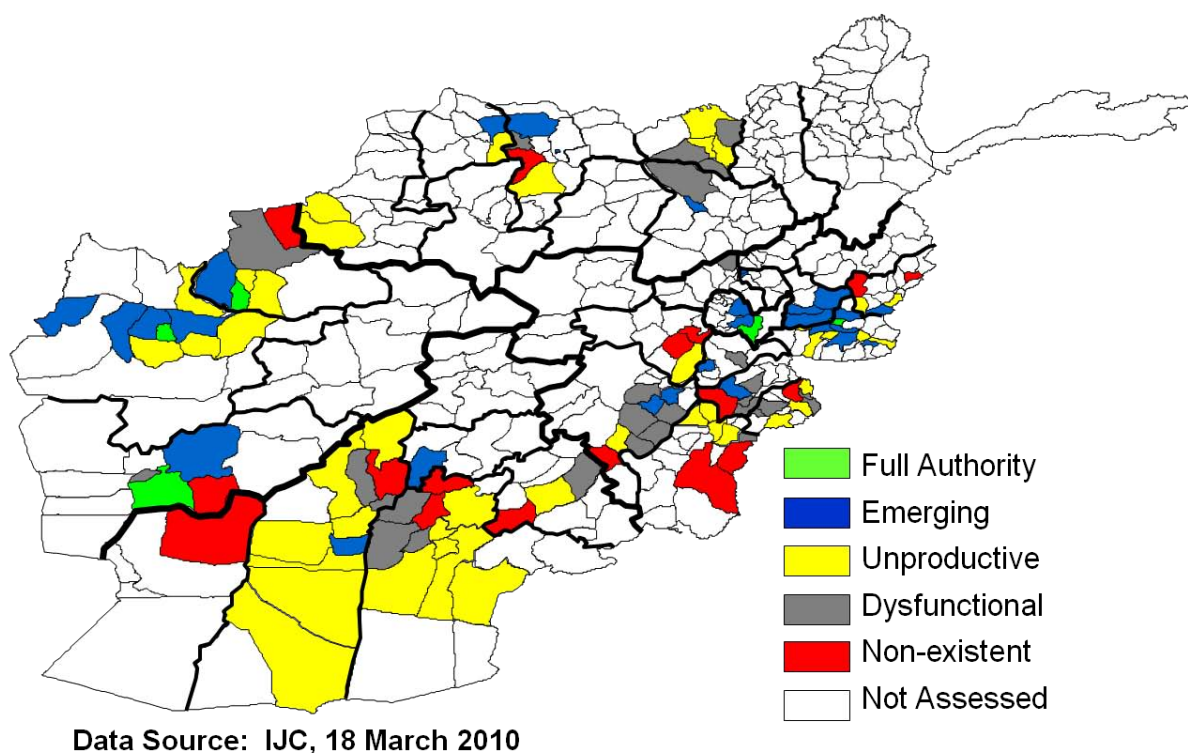 Full Authority
Emerging
Unproductive
Dysfunctional
Non-existent
Not Assessed
Data Source:  IJC, 18 March 2010